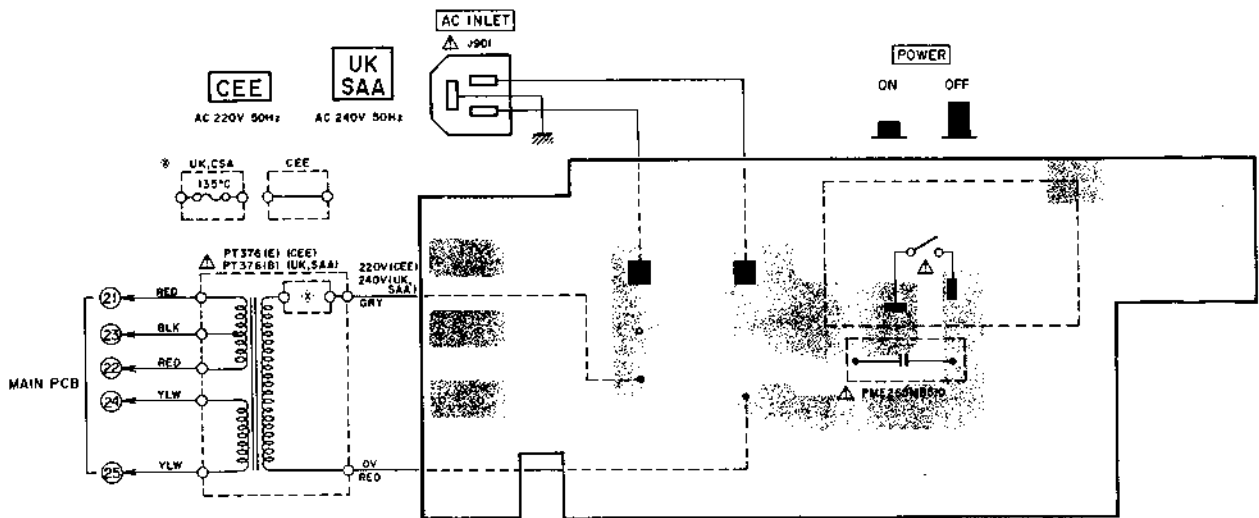 AC INLET
J901
UK
SAA
CEE
AC 220V 50Hz
AC 240V 50Hz
POWER
ON
OFF
※ UK,CSA
135°C
CEE
PT376(E) (CEE)
PT376(B) (UK,SAA)
220V(CEE)
240V(UK,
SAA)
GRY
※
21
RED
23
BLK
22
RED
MAIN PCB
24
YLW
25
YLW
0V
RED